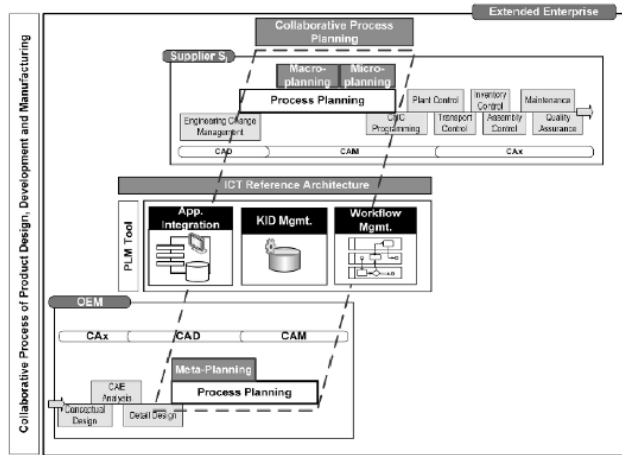 Extended Enterprise
Collaborative Process of Product Design, Development and Manufacturing
Collaborative Process
Planning
Supplier Sj
Macro-
planning
Micro-
planning
Process Planning
Engineering Change
Management
CNC
Programming
Plant Control
Transport
Control
Inventory
Control
Assembly
Control
Maintenance
Quality
Assurance
CAD
CAM
CAx
ICT Reference Architecture
PLM Tool
App.
Integration
KID Mgmt.
Workflow
Mgmt.
OEM
CAx
CAD
CAM
Meta-Planning
Process Planning
CAE
Analysis
Conceptual
Design
Detail Design